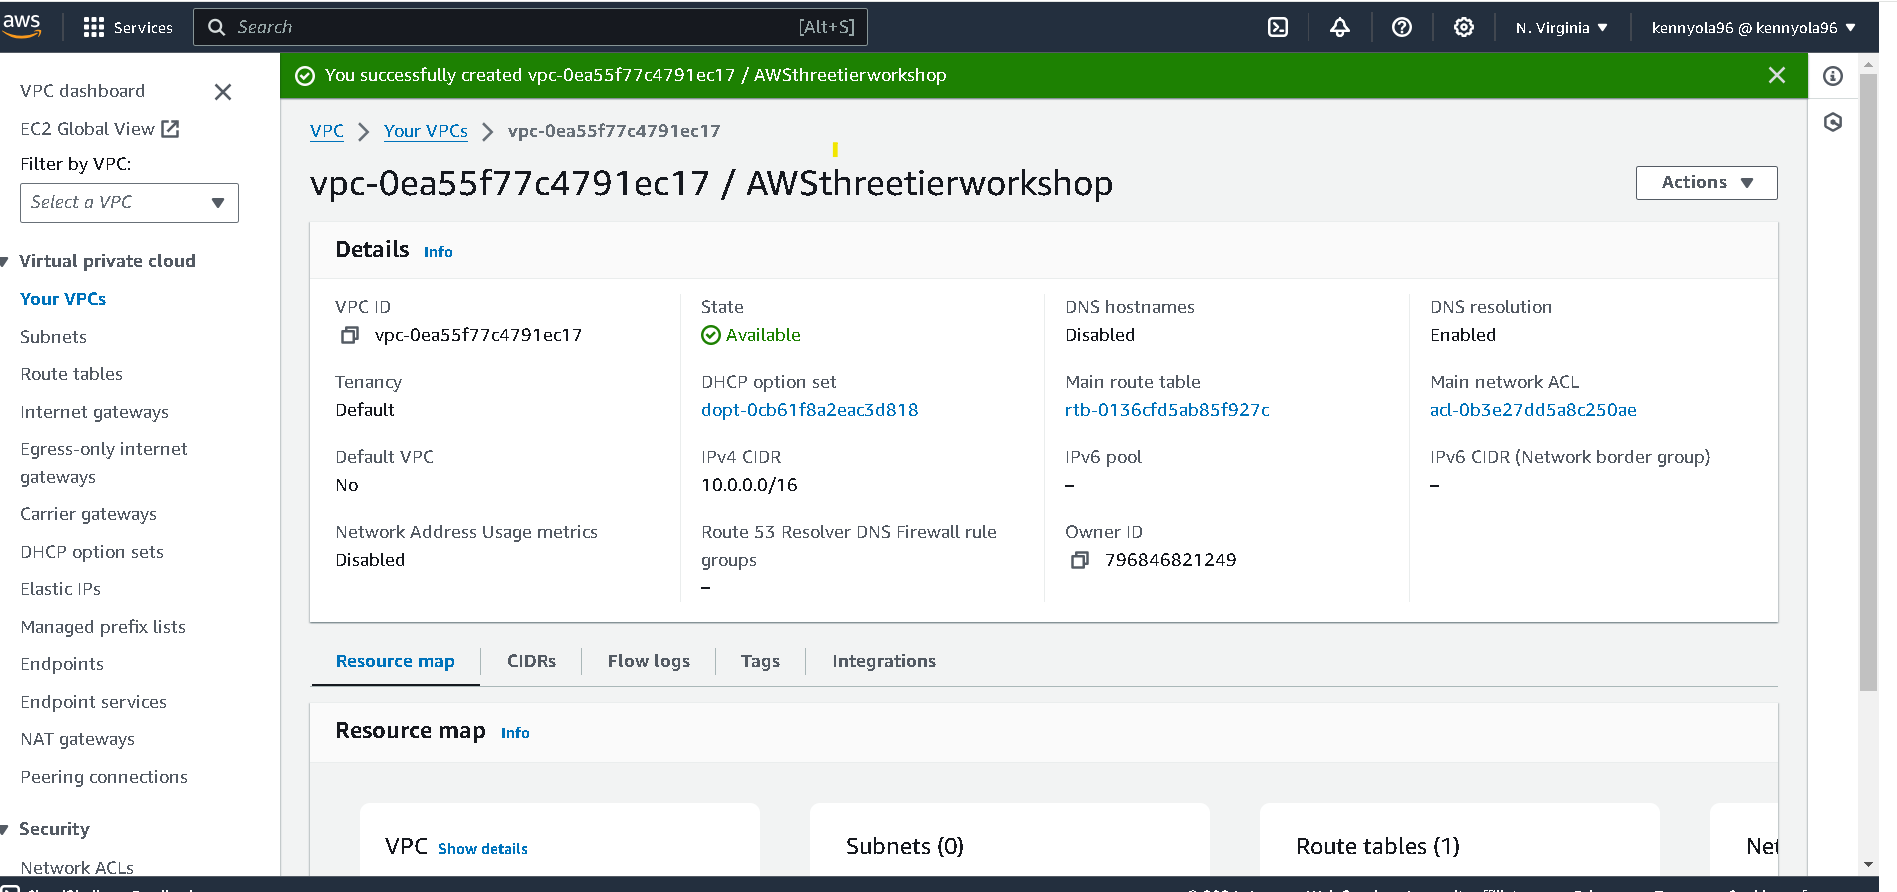 aws
Services
Search
[Alt+S]
N. Virginia
kennyola96 @ kennyola96
You successfully created vpc-0ea55f77c4791ec17 / AWSthreetierworkshop
VPC dashboard
EC2 Global View
Filter by VPC:
Select a VPC
Virtual private cloud
Your VPCs
Subnets
Route tables
Internet gateways
Egress-only internet
gateways
Carrier gateways
DHCP option sets
Elastic IPs
Managed prefix lists
Endpoints
Endpoint services
NAT gateways
Peering connections
Security
Network ACLs
VPC
Your VPCs
vpc-0ea55f77c4791ec17
vpc-0ea55f77c4791ec17 / AWSthreetierworkshop
Actions
Details Info
VPC ID
vpc-0ea55f77c4791ec17
State
Available
DNS hostnames
Disabled
DNS resolution
Enabled
Tenancy
Default
DHCP option set
dopt-0cb61f8a2eac3d818
Main route table
rtb-0136cfd5ab85f927c
Main network ACL
acl-0b3e27dd5a8c250ae
Default VPC
No
IPv4 CIDR
10.0.0.0/16
IPv6 pool
–
IPv6 CIDR (Network border group)
–
Network Address Usage metrics
Disabled
Route 53 Resolver DNS Firewall rule
groups
–
Owner ID
796846821249
Resource map
CIDRs
Flow logs
Tags
Integrations
Resource map Info
VPC Show details
Subnets (0)
Route tables (1)